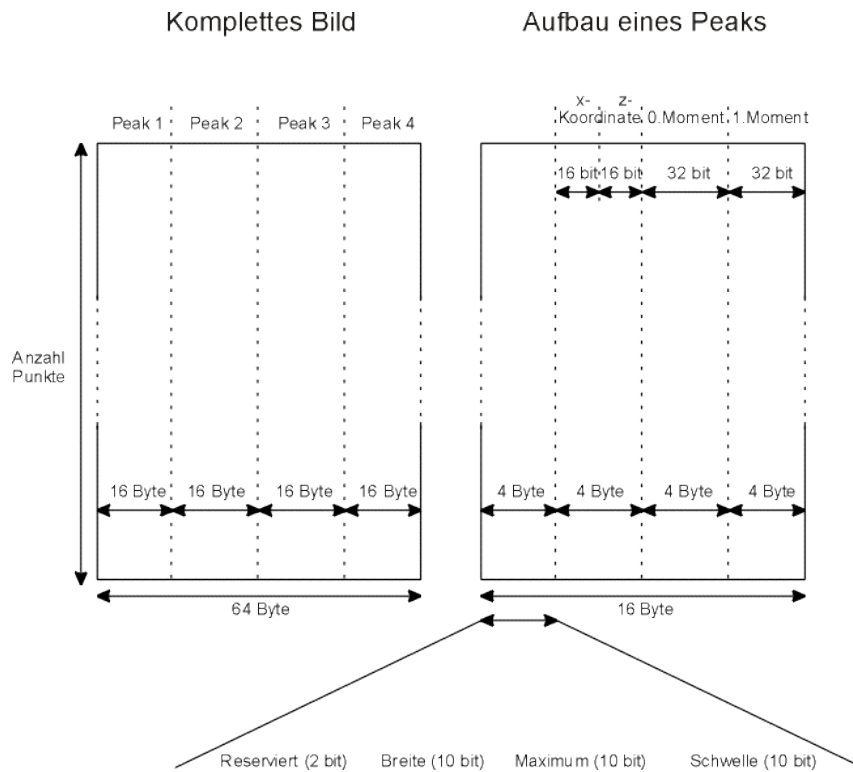 Komplettes Bild
Aufbau eines Peaks
Peak 1 Peak 2 Peak 3 Peak 4
x- z-
Koordinate 0.Moment 1.Moment
16 bit 16 bit 32 bit 32 bit
Anzahl
Punkte
16 Byte 16 Byte 16 Byte 16 Byte
4 Byte 4 Byte 4 Byte 4 Byte
64 Byte
16 Byte
Reserviert (2 bit) Breite (10 bit) Maximum (10 bit) Schwelle (10 bit)